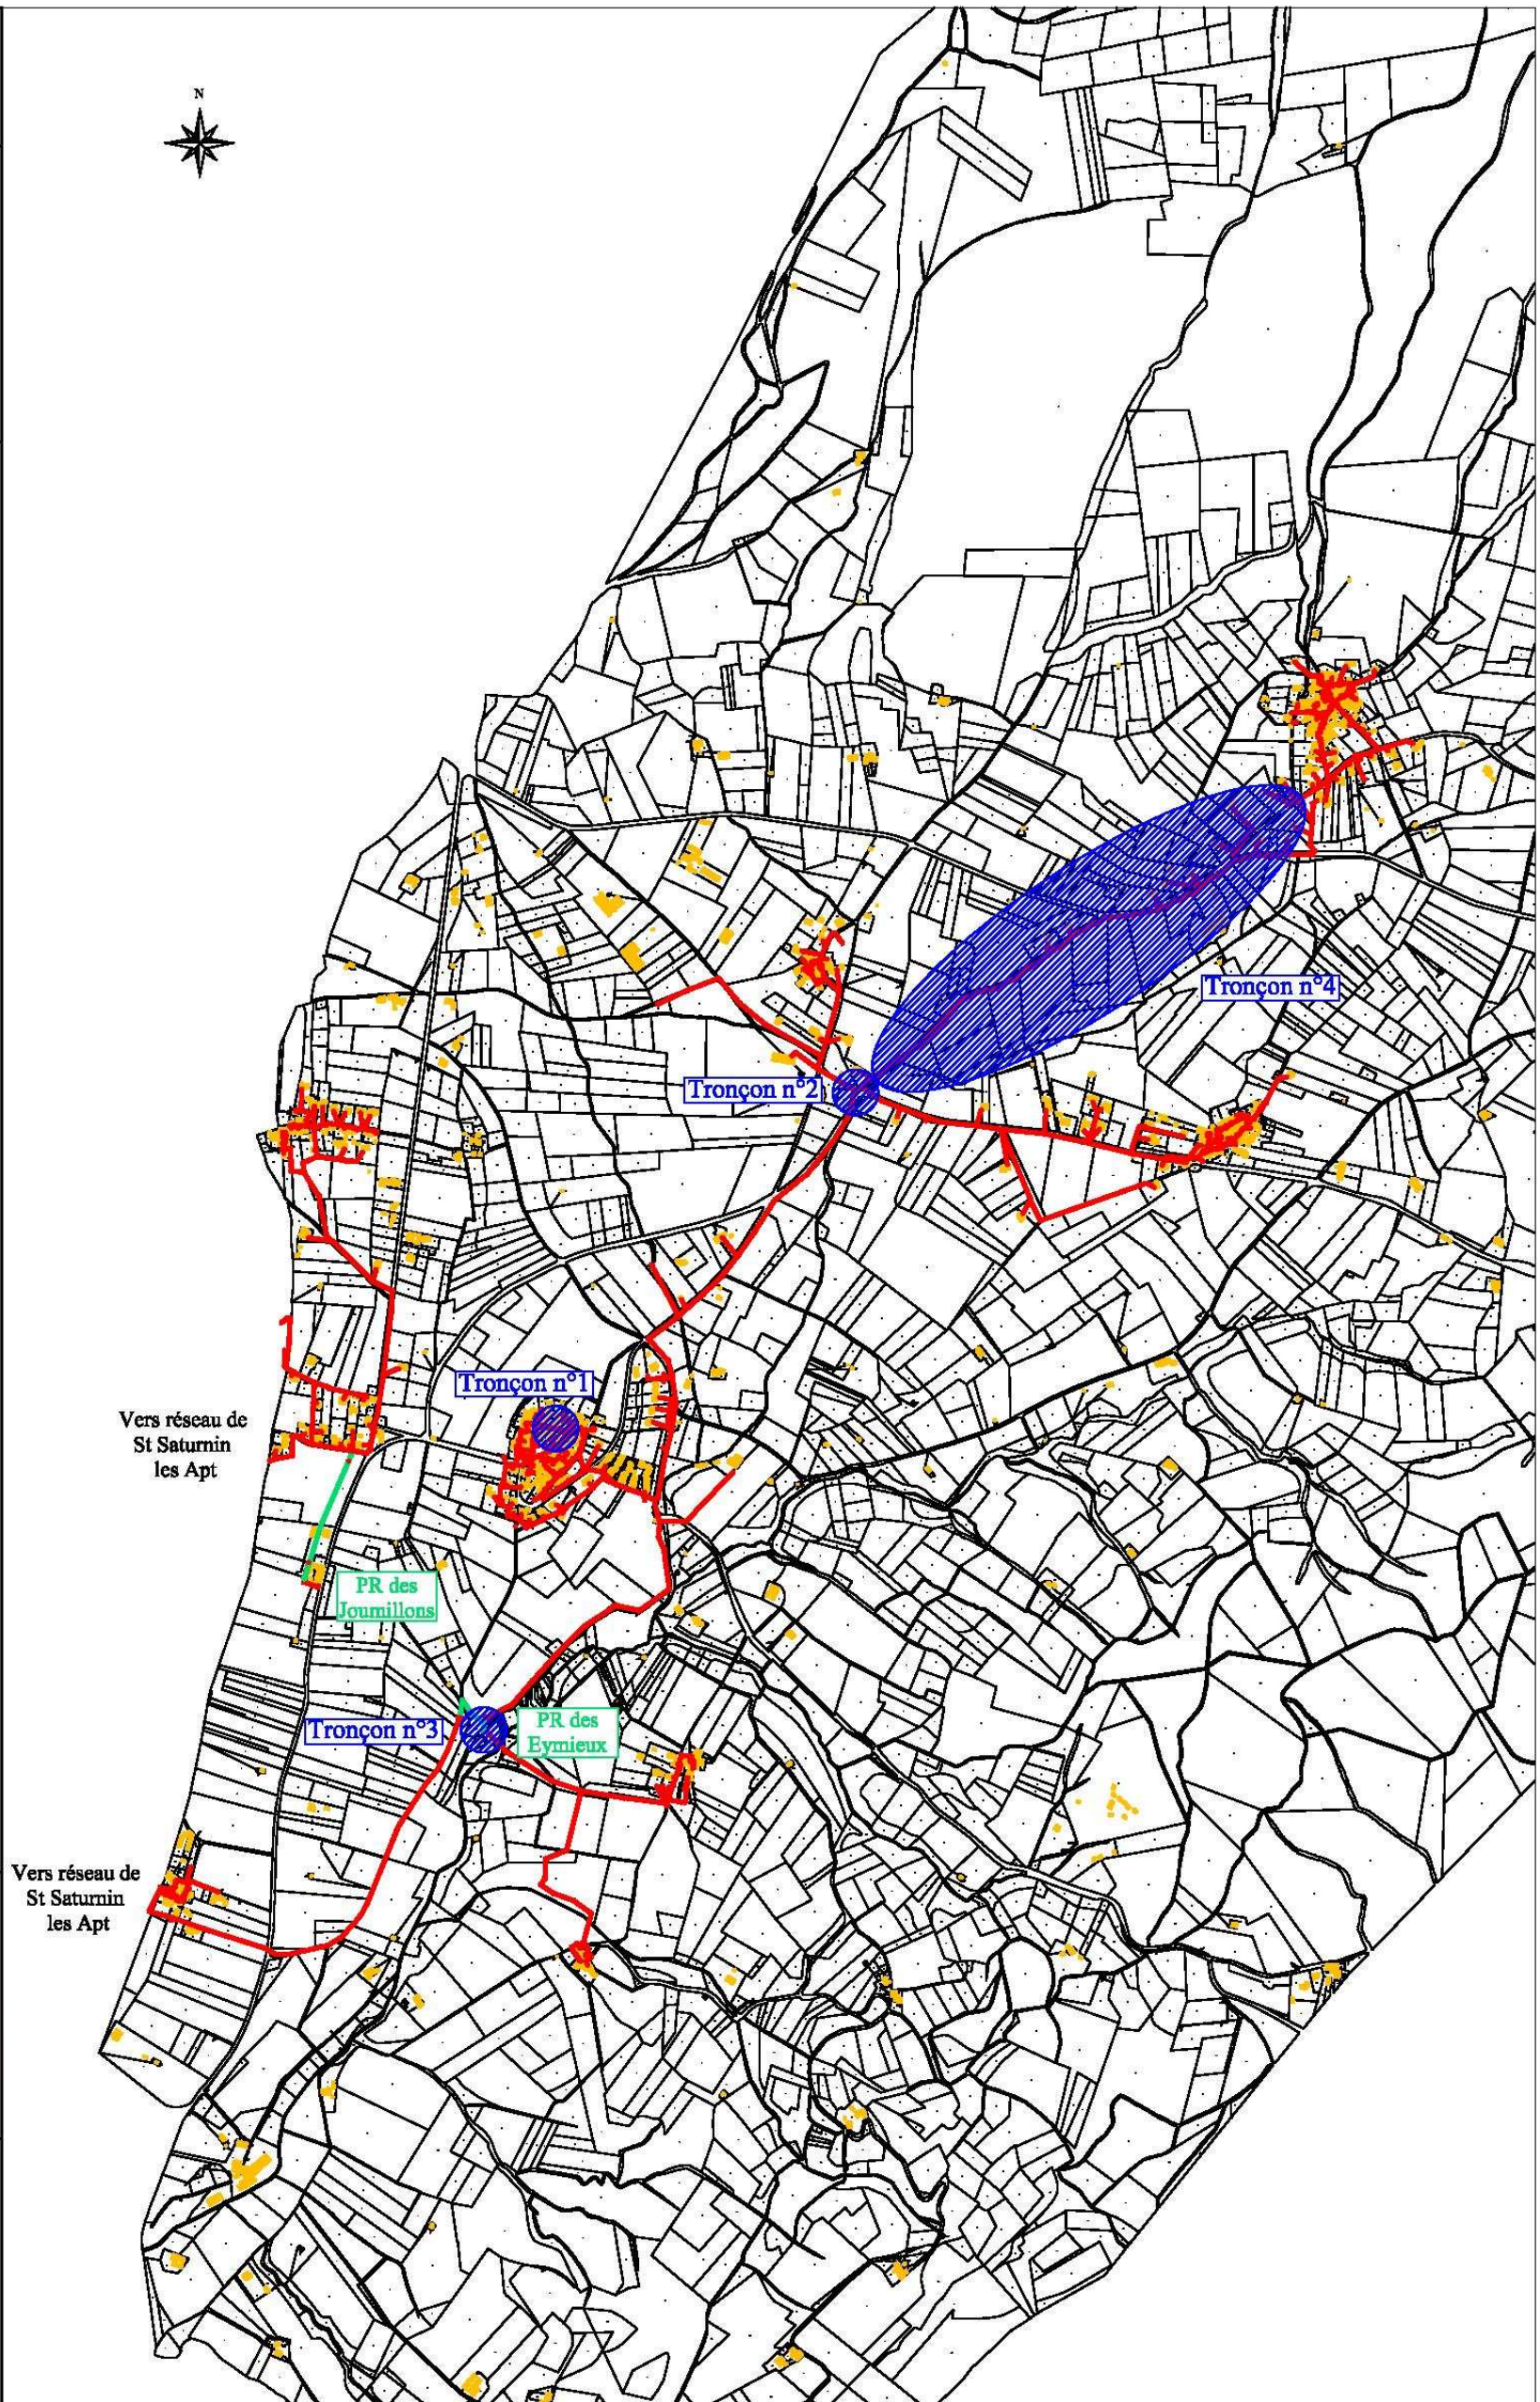 N
Tronçon n°4
Tronçon n°2
Tronçon n°1
Vers réseau de
St Saturnin
les Apt
PR des
Journillons
Tronçon n°3
PR des
Eymieux
Vers réseau de
St Saturnin
les Apt